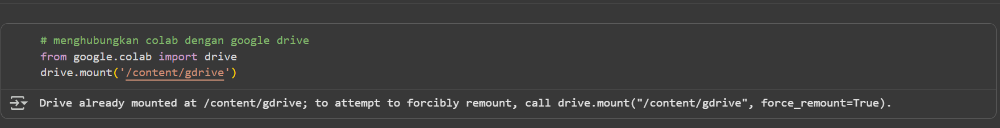 # menghubungkan colab dengan google drive
from google.colab import drive
drive.mount('/content/gdrive')
Drive already mounted at /content/gdrive; to attempt to forcibly remount, call drive.mount("/content/gdrive", force_remount=True).